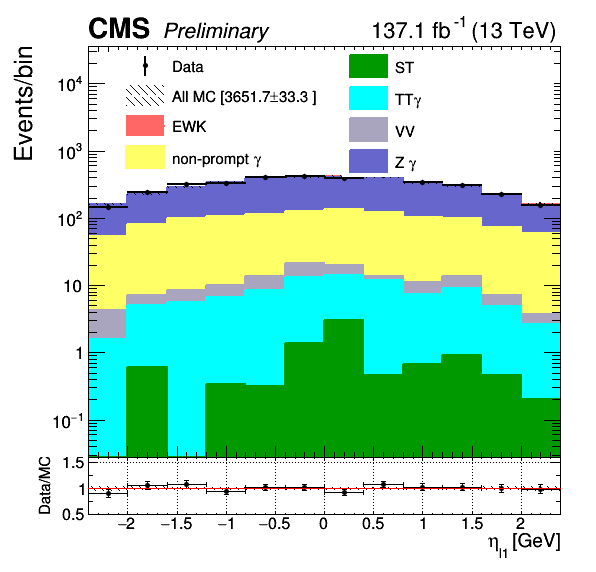 CMS Preliminary 137.1 fb⁻¹ (13 TeV)
Events/bin
Data
All MC [3651.7±33.3 ]
EWK
non-prompt γ
ST
TTγ
VV
Z γ
10⁴
10³
10²
10
1
10⁻¹
Data/MC
1.5
1
0.5
−2 −1.5 −1 −0.5 0 0.5 1 1.5 2
η_l1 [GeV]